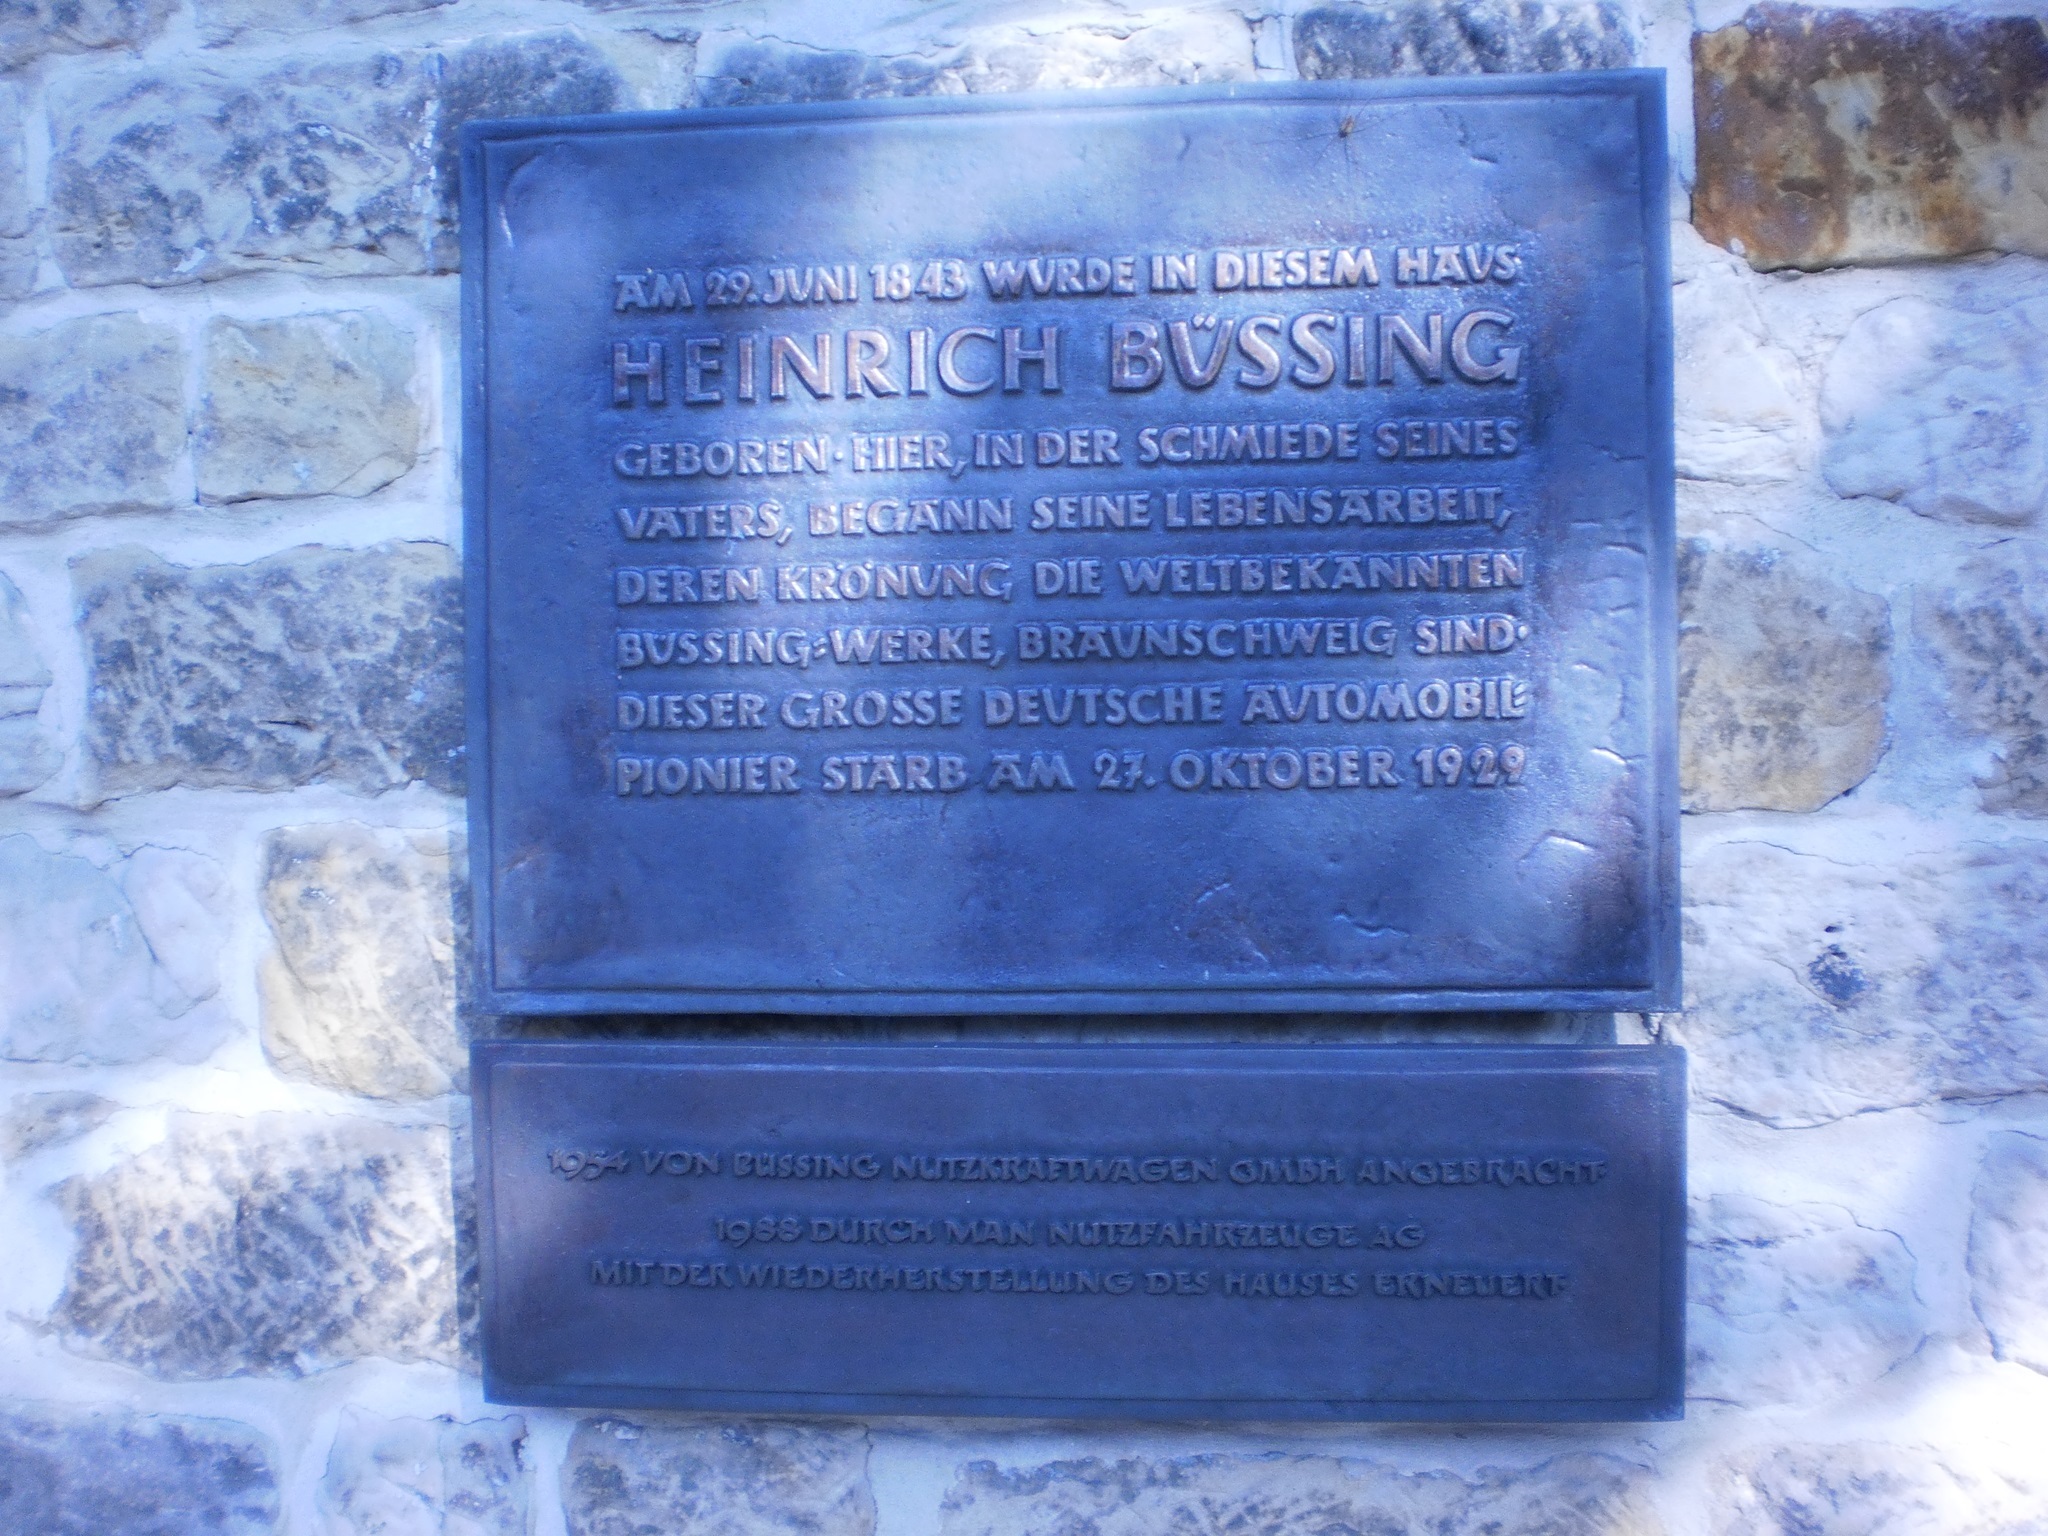 AM 29. JUNI 1843 WURDE IN DIESEM HAUS
HEINRICH BÜSSING
GEBOREN · HIER, IN DER SCHMIEDE SEINES
VATERS, BEGANN SEINE LEBENSARBEIT,
DEREN KRÖNUNG DIE WELTBEKANNTEN
BÜSSING=WERKE, BRAUNSCHWEIG SIND·
DIESER GROSSE DEUTSCHE AUTOMOBIL=
PIONIER STARB AM 27. OKTOBER 1929
1954 VON BÜSSING NUTZKRAFTWAGEN GMBH ANGEBRACHT·
1988 DURCH MAN NUTZFAHRZEUGE AG
MIT DER WIEDERHERSTELLUNG DES HAUSES ERNEUERT·